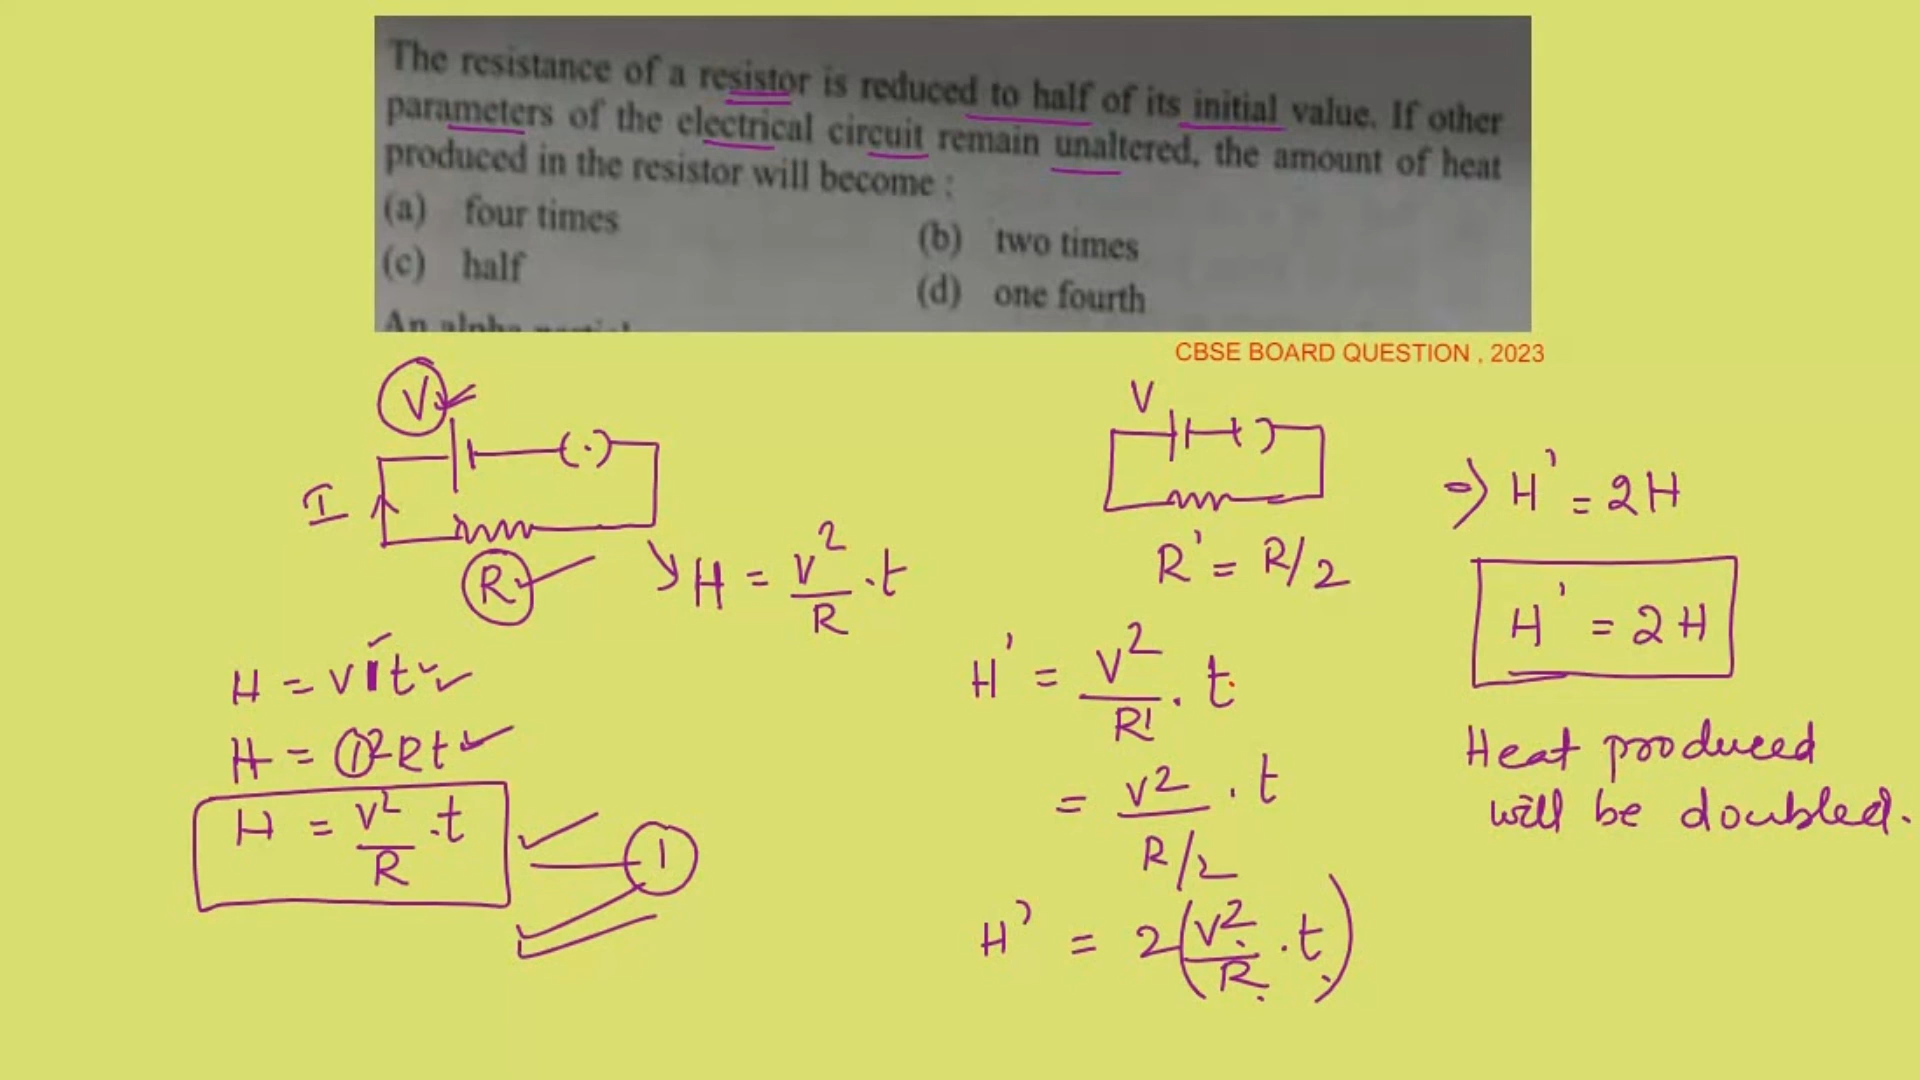 The resistance of a resistor is reduced to half of its initial value. If other
parameters of the electrical circuit remain unaltered, the amount of heat
produced in the resistor will become :
(a) four times
(b) two times
(c) half
(d) one fourth
An alpha
CBSE BOARD QUESTION , 2023
V
I
R
H = V²/R .t
H = VIt
H = I²Rt
H = V²/R .t
1
V
R' = R/2
H' = V²/R' . t
= V²/R/2 . t
H' = 2(V²/R .t)
⇒ H' = 2H
H' = 2H
Heat produced
will be doubled.